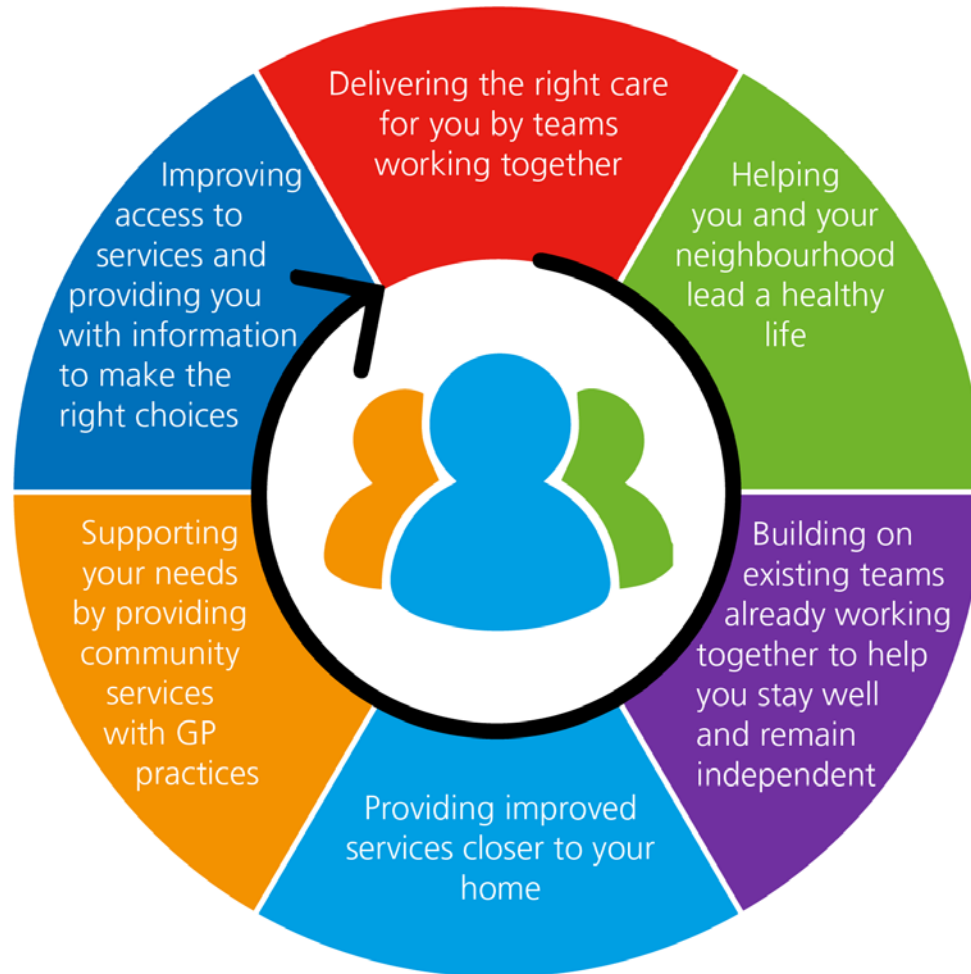 Delivering the right care
for you by teams
working together
Helping
you and your
neighbourhood
lead a healthy
life
Building on
existing teams
already working
together to help
you stay well
and remain
independent
Providing improved
services closer to your
home
Supporting
your needs
by providing
community
services
with GP
practices
Improving
access to
services and
providing you
with information
to make the
right choices